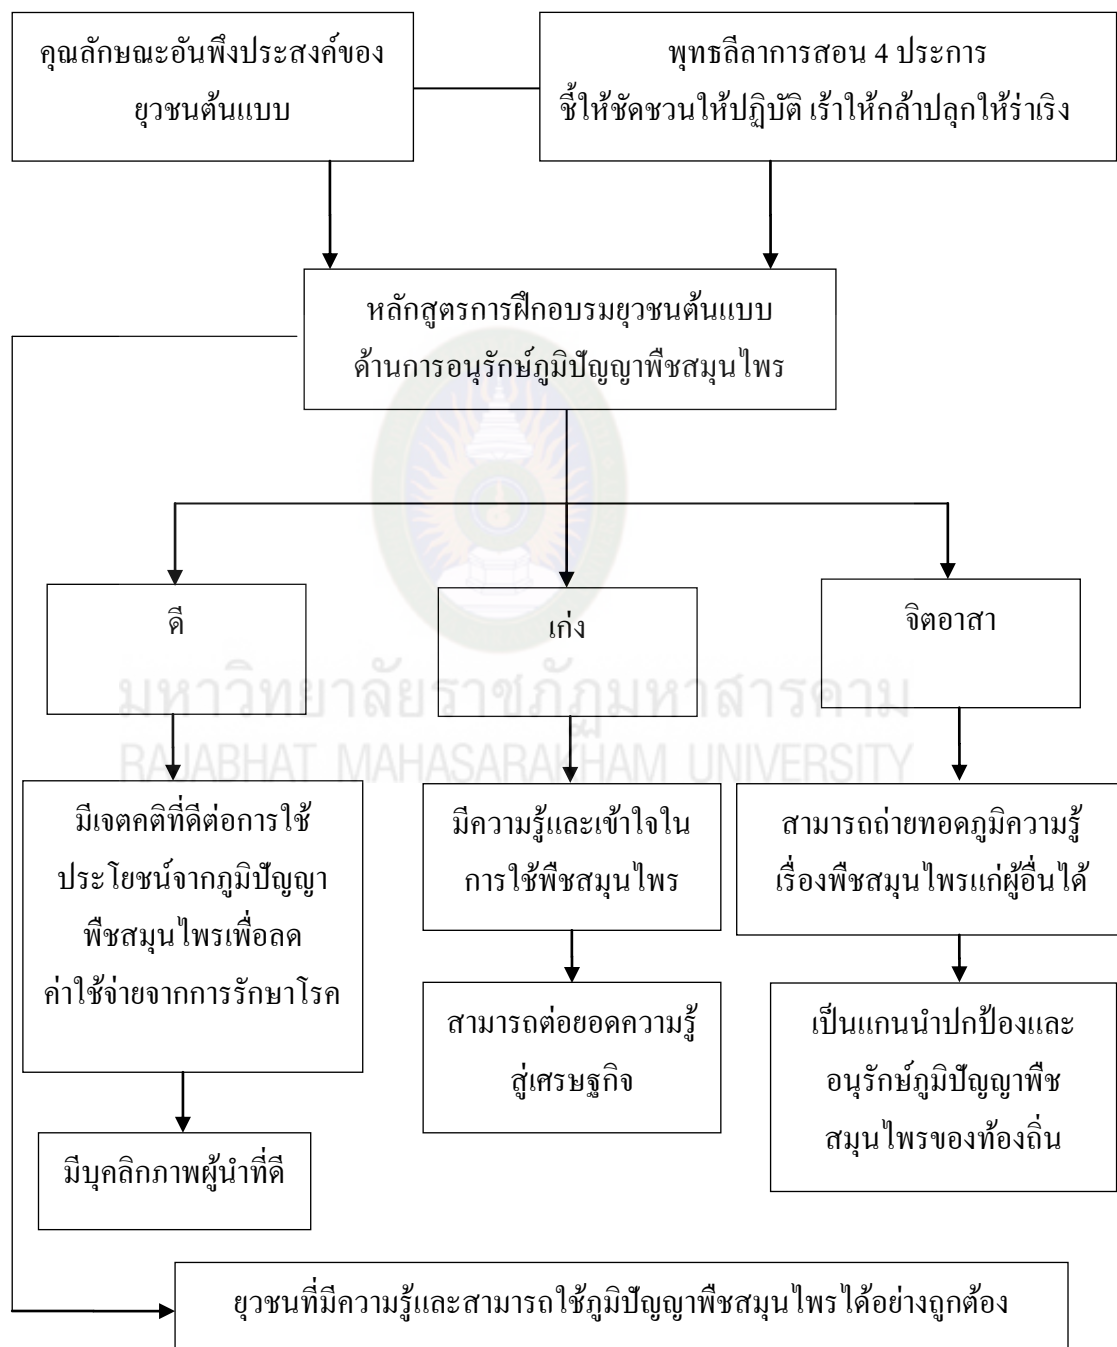 คุณลักษณะอันพึงประสงค์ของ
ยุวชนต้นแบบ
พุทธลีลาการสอน 4 ประการ
ชี้ให้ชัดชวนให้ปฏิบัติ เร้าให้กล้าปลุกให้ร่าเริง
หลักสูตรการฝึกอบรมยุวชนต้นแบบ
ด้านการอนุรักษ์ภูมิปัญญาพืชสมุนไพร
ดี
เก่ง
จิตอาสา
มหาวิทยาลัยราชภัฏมหาสารคาม
RAJABHAT MAHASARAKHAM UNIVERSITY
มีเจตคติที่ดีต่อการใช้
ประโยชน์จากภูมิปัญญา
พืชสมุนไพรเพื่อลด
ค่าใช้จ่ายจากการรักษาโรค
มีความรู้และเข้าใจใน
การใช้พืชสมุนไพร
สามารถถ่ายทอดภูมิความรู้
เรื่องพืชสมุนไพรแก่ผู้อื่นได้
มีบุคลิกภาพผู้นำที่ดี
สามารถต่อยอดความรู้
สู่เศรษฐกิจ
เป็นแกนนำปกป้องและ
อนุรักษ์ภูมิปัญญาพืช
สมุนไพรของท้องถิ่น
ยุวชนที่มีความรู้และสามารถใช้ภูมิปัญญาพืชสมุนไพรได้อย่างถูกต้อง